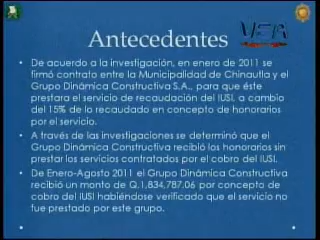 Antecedentes
• De acuerdo a la investigación, en enero de 2011 se
firmó contrato entre la Municipalidad de Chinautla y el
Grupo Dinámica Constructiva S.A., para que éste
prestara el servicio de recaudación del IUSI, a cambio
del 15% de lo recaudado en concepto de honorarios
por el servicio.
• A través de las investigaciones se determinó que el
Grupo Dinámica Constructiva recibió los honorarios sin
prestar los servicios contratados por el cobro del IUSI.
• De Enero-Agosto 2011 el Grupo Dinámica Constructiva
recibió un monto de Q.1,834,787.06 por concepto de
cobro del IUSI habiéndose verificado que el servicio no
fue prestado por este grupo.